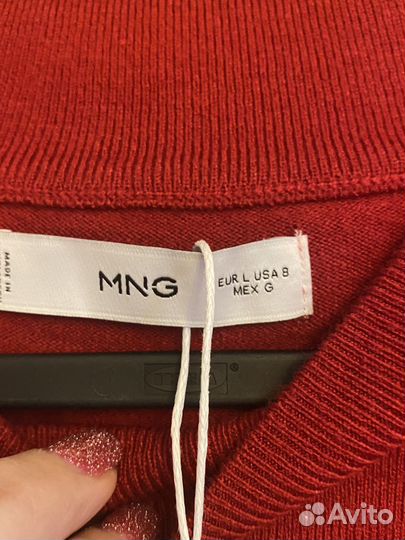 MADE IN
MNG
EUR L USA 8
MEX G
Avito